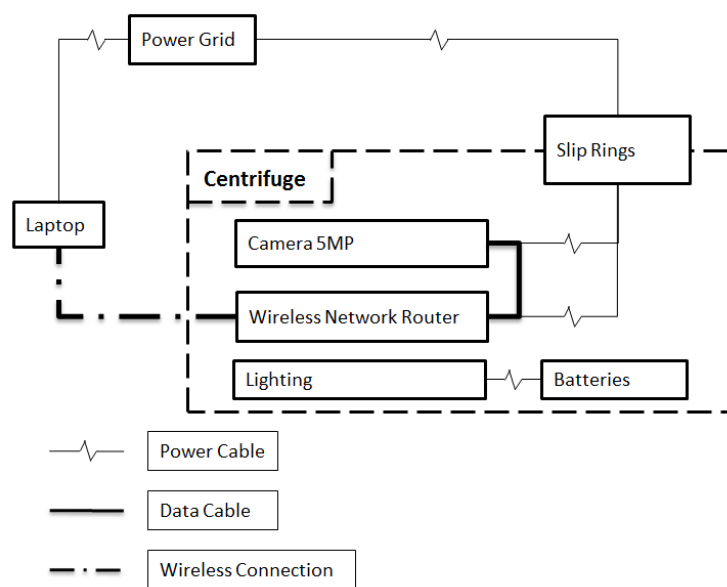 Power Grid
Slip Rings
Centrifuge
Laptop
Camera 5MP
Wireless Network Router
Lighting
Batteries
Power Cable
Data Cable
Wireless Connection